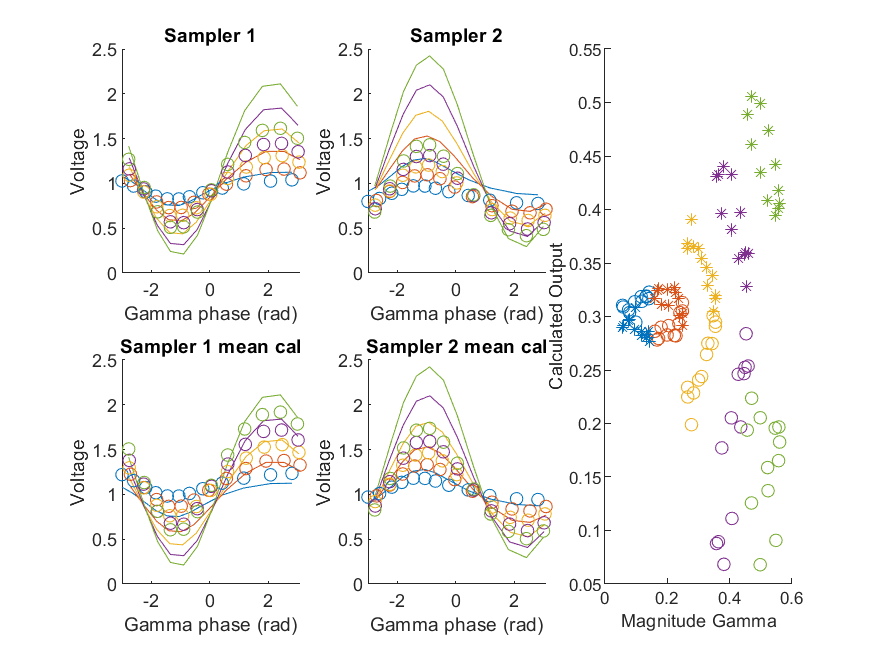 Sampler 1
2.5
2
1.5
1
0.5
0
Voltage
-2 0 2
Gamma phase (rad)
Sampler 2
2.5
2
1.5
1
0.5
0
Voltage
-2 0 2
Gamma phase (rad)
Sampler 1 mean cal
2.5
2
1.5
1
0.5
0
Voltage
-2 0 2
Gamma phase (rad)
Sampler 2 mean cal
2.5
2
1.5
1
0.5
0
Voltage
-2 0 2
Gamma phase (rad)
0.55
0.5
0.45
0.4
0.35
0.3
0.25
0.2
0.15
0.1
0.05
Calculated Output
0 0.2 0.4 0.6
Magnitude Gamma